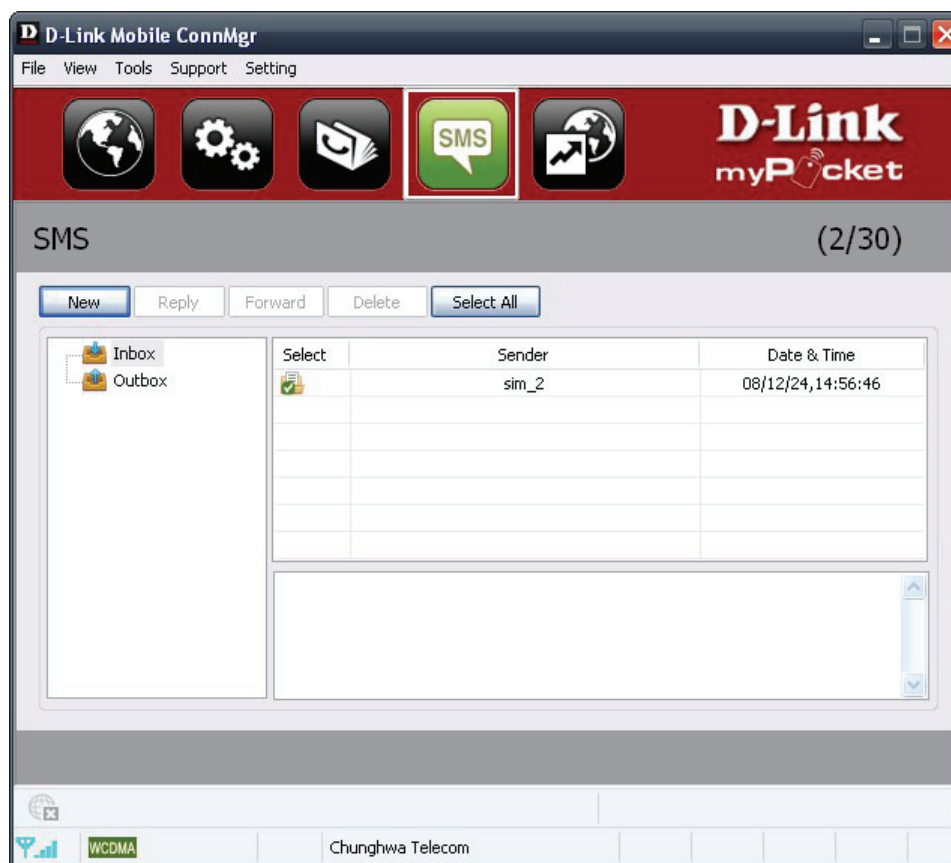 D D-Link Mobile ConnMgr
File View Tools Support Setting
SMS
D-Link
myPocket
SMS (2/30)
New Reply Forward Delete Select All
Inbox
Outbox
Select Sender Date & Time
sim_2 08/12/24,14:56:46
WCDMA Chunghwa Telecom